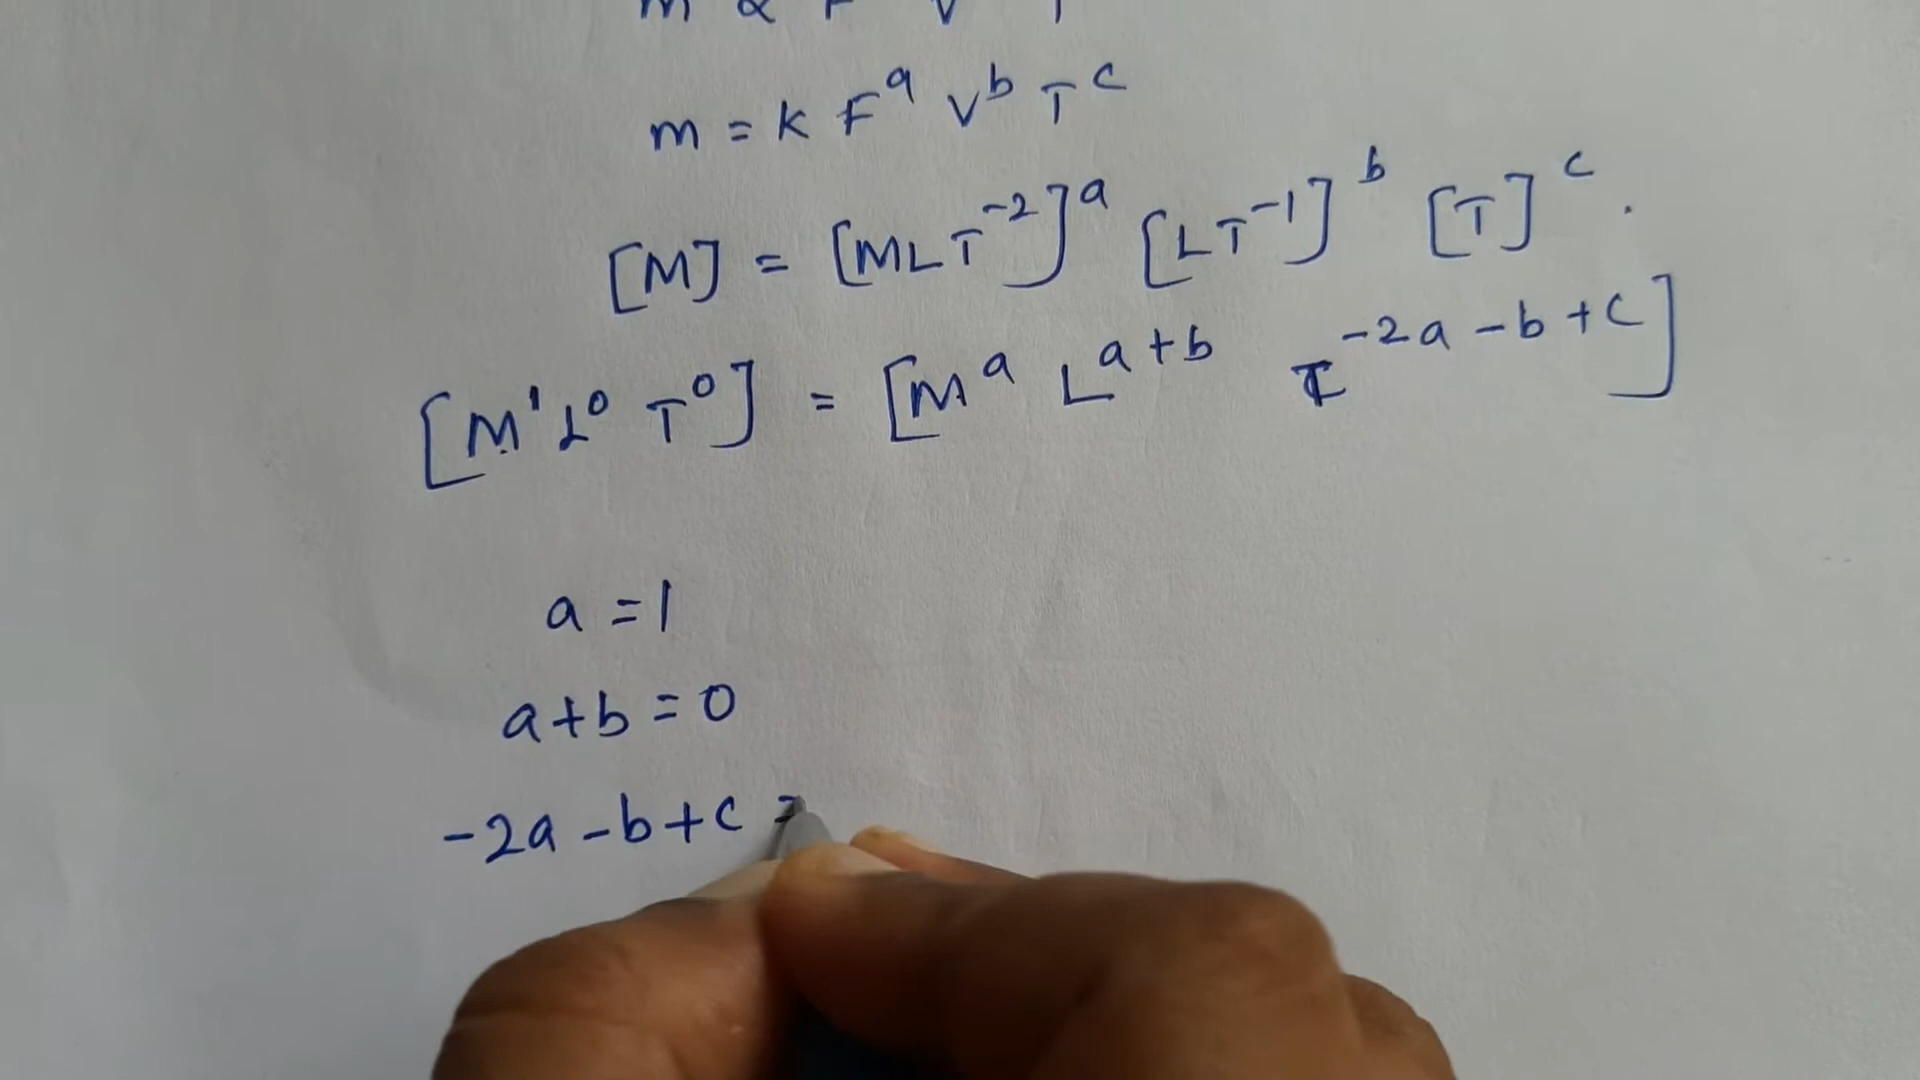 m ∝ F V T
m = k F^a V^b T^c
[M] = [MLT^-2]^a [LT^-1]^b [T]^c .
[M^1 L^0 T^0] = [M^a L^a+b T^-2a-b+c]
a = 1
a+b = 0
-2a -b+c =